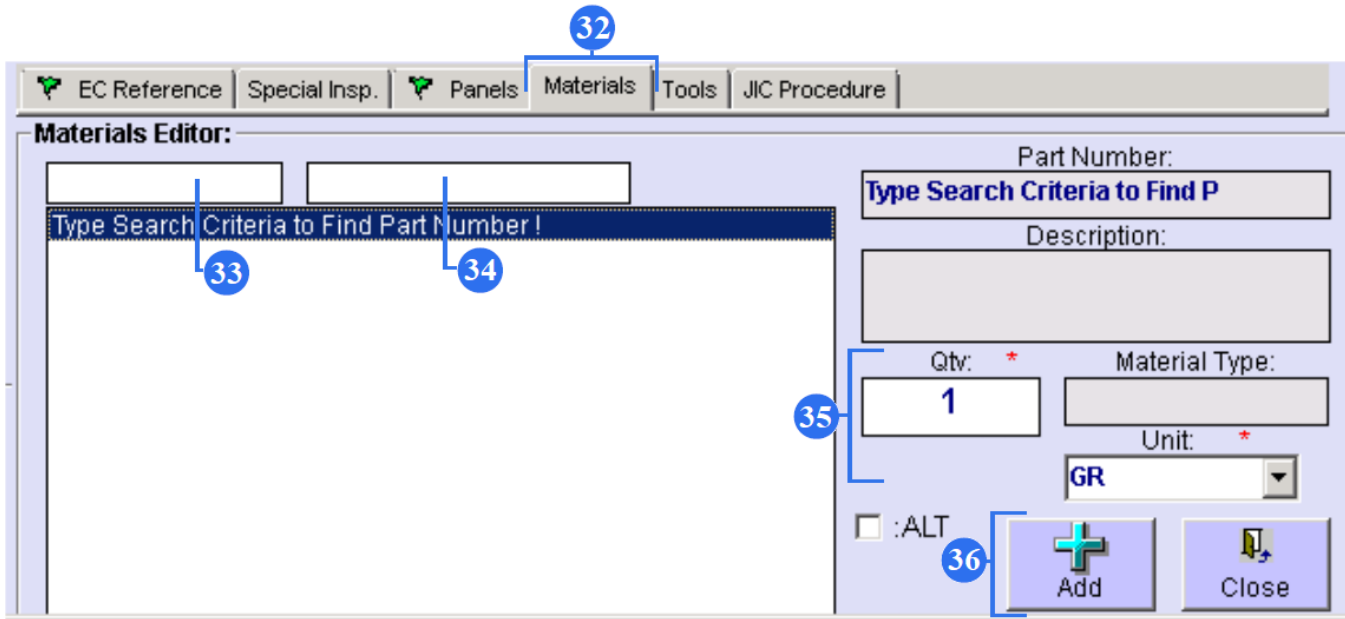 32
EC Reference Special Insp. Panels Materials Tools JIC Procedure
Materials Editor:
Part Number:
Type Search Criteria to Find P
Type Search Criteria to Find Part Number !
33
34
Description:
Qty: *
Material Type:
1
35
Unit: *
GR
:ALT
36
Add
Close